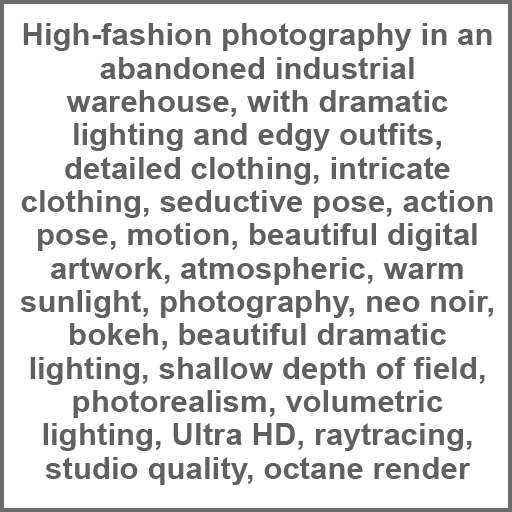 High-fashion photography in an
abandoned industrial
warehouse, with dramatic
lighting and edgy outfits,
detailed clothing, intricate
clothing, seductive pose, action
pose, motion, beautiful digital
artwork, atmospheric, warm
sunlight, photography, neo noir,
bokeh, beautiful dramatic
lighting, shallow depth of field,
photorealism, volumetric
lighting, Ultra HD, raytracing,
studio quality, octane render